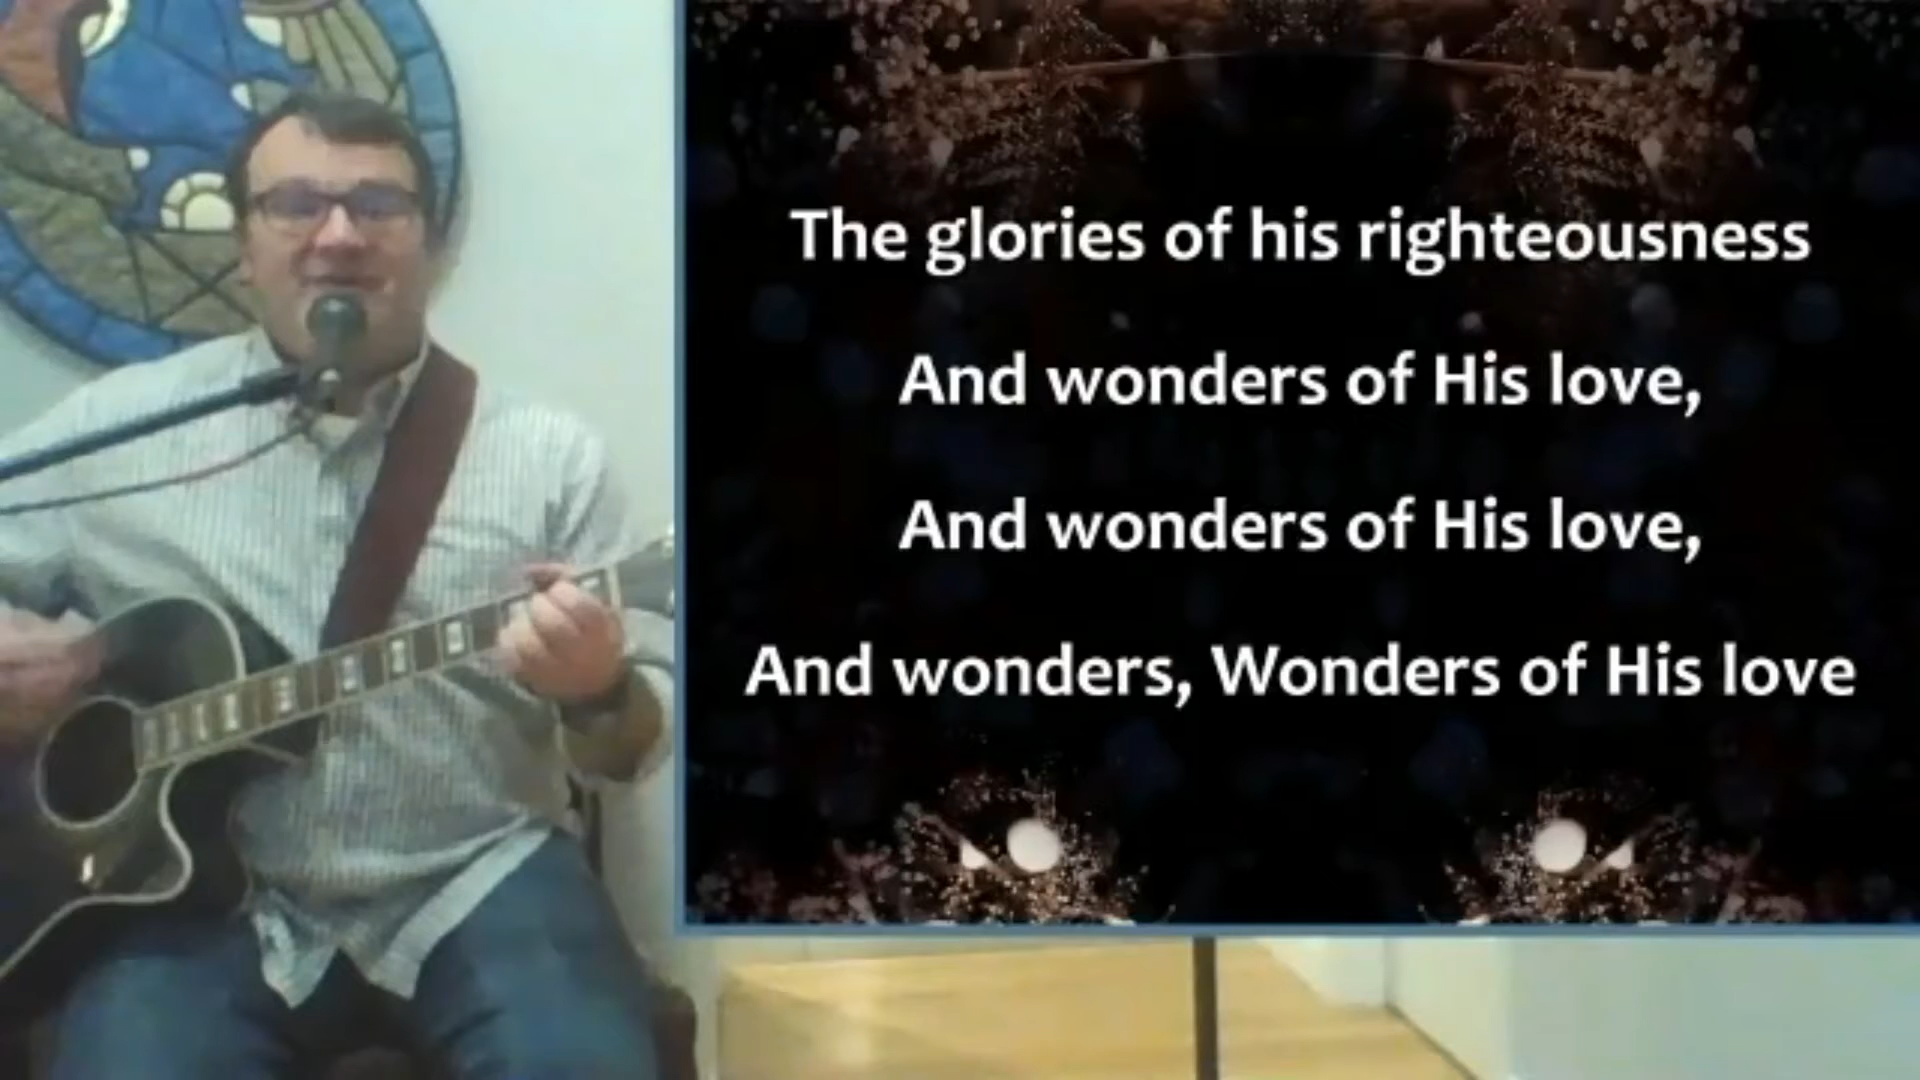 The glories of his righteousness
And wonders of His love,
And wonders of His love,
And wonders, Wonders of His love